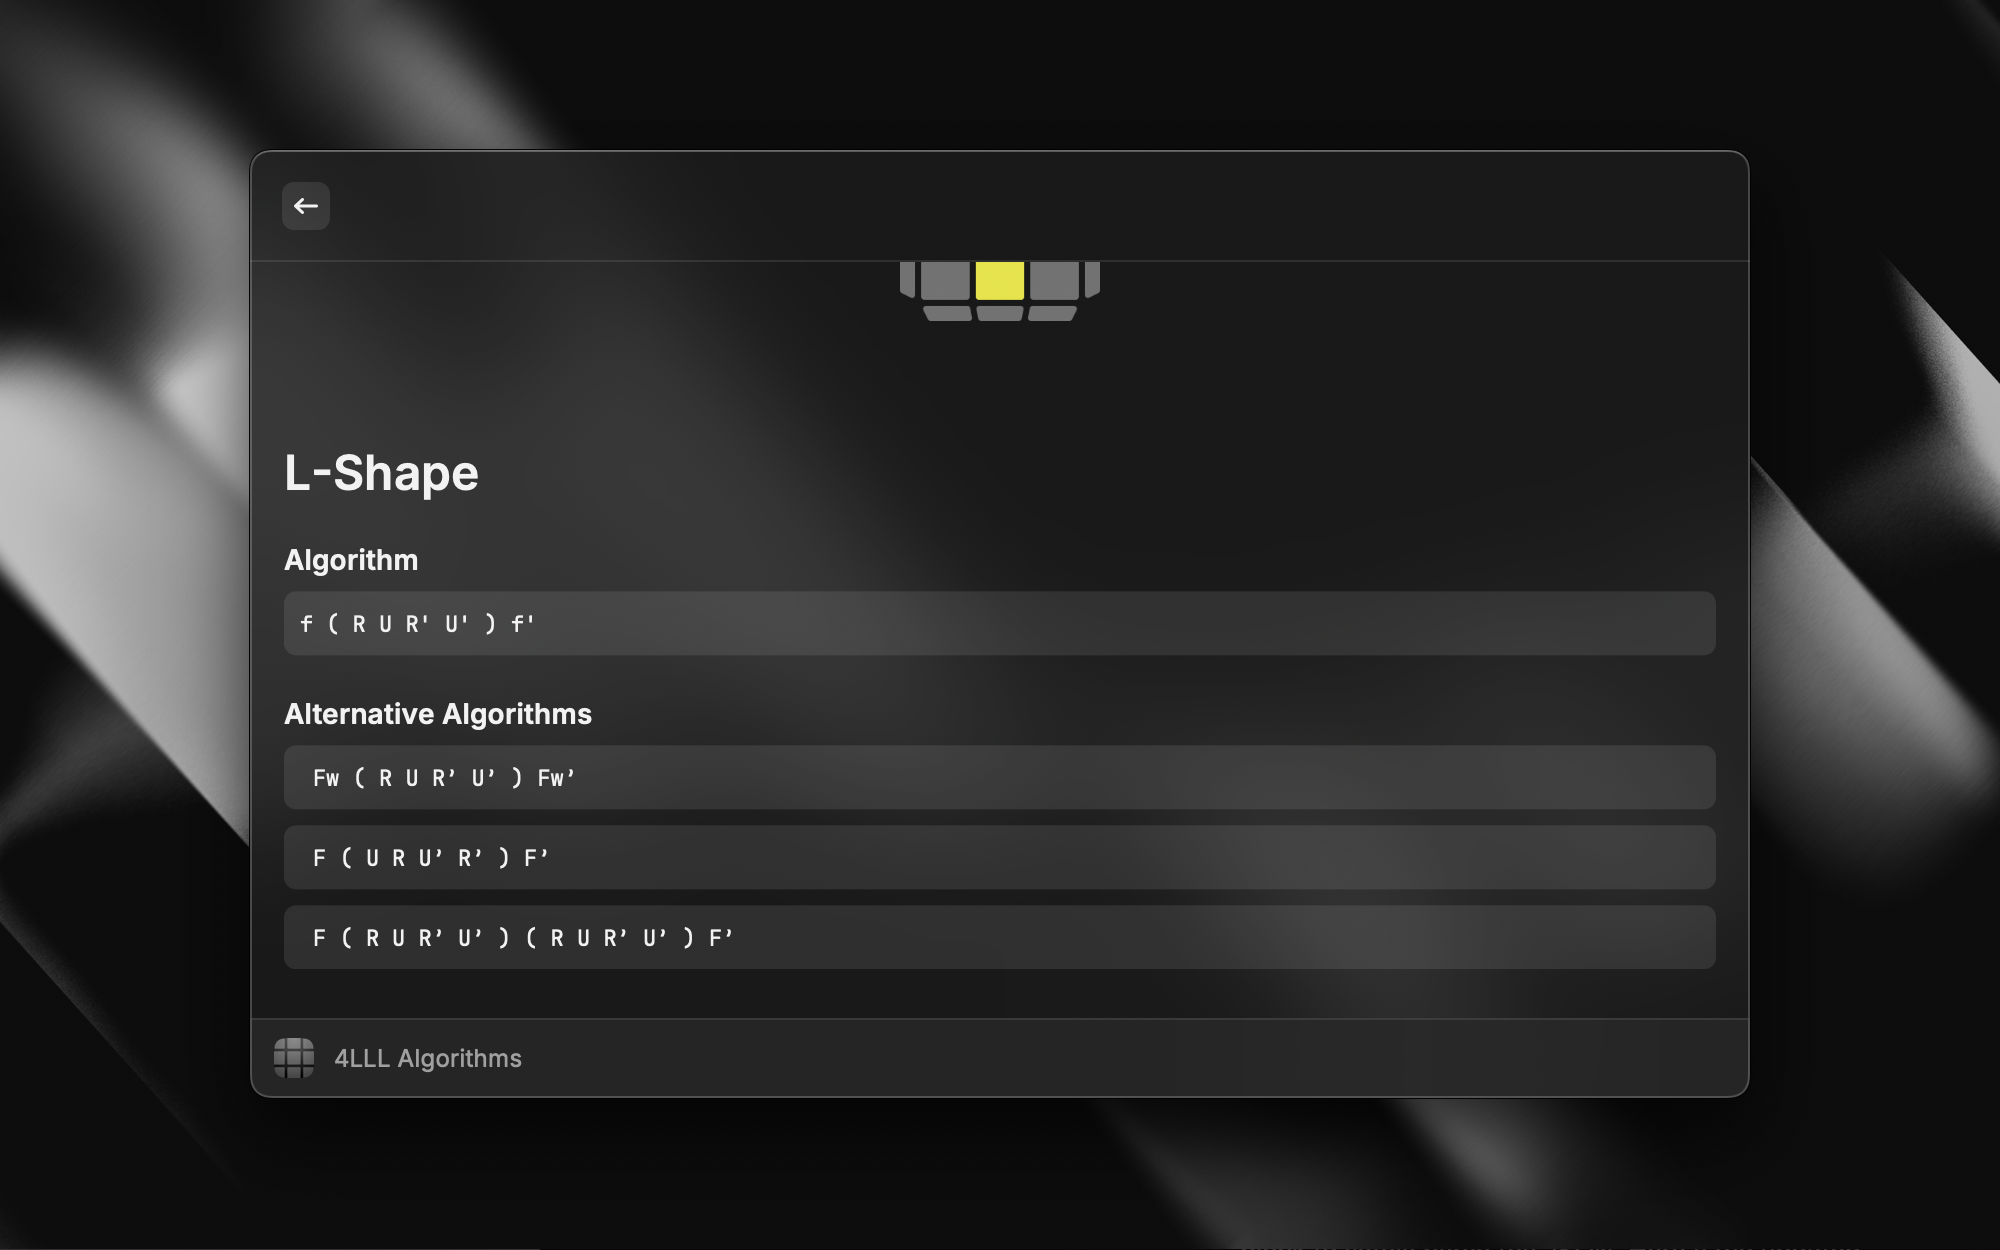 L-Shape
Algorithm
f ( R U R' U' ) f'
Alternative Algorithms
Fw ( R U R’ U’ ) Fw’
F ( U R U’ R’ ) F’
F ( R U R’ U’ ) ( R U R’ U’ ) F’
4LLL Algorithms